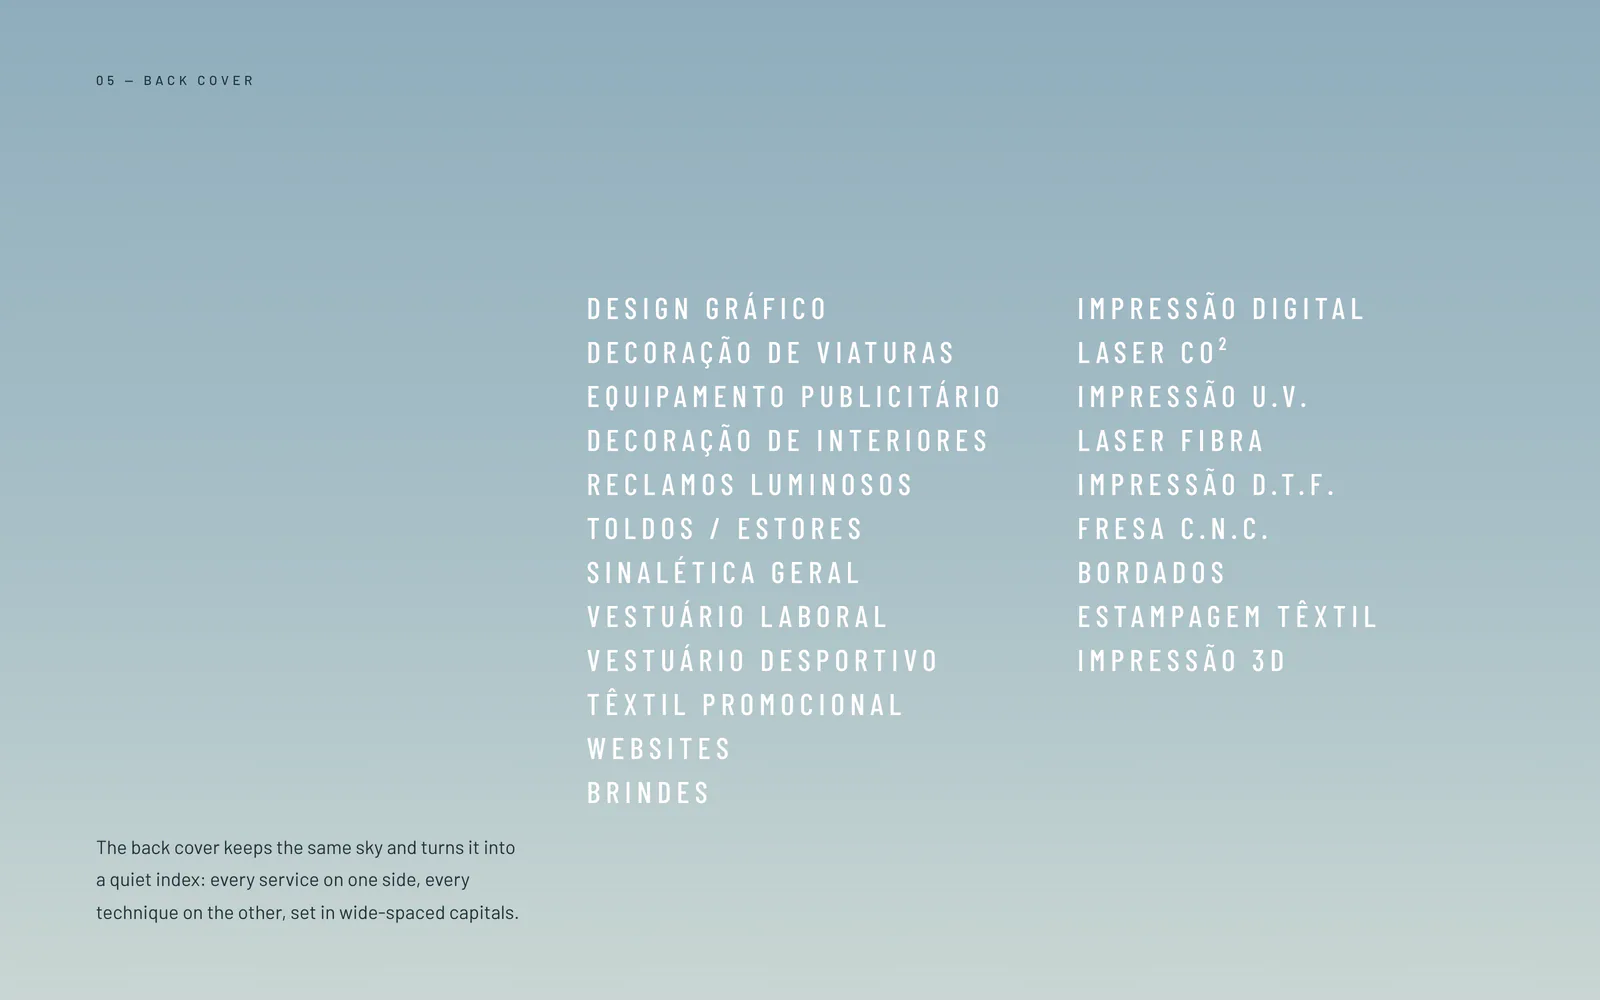 05 — BACK COVER
DESIGN GRÁFICO
DECORAÇÃO DE VIATURAS
EQUIPAMENTO PUBLICITÁRIO
DECORAÇÃO DE INTERIORES
RECLAMOS LUMINOSOS
TOLDOS / ESTORES
SINALÉTICA GERAL
VESTUÁRIO LABORAL
VESTUÁRIO DESPORTIVO
TÊXTIL PROMOCIONAL
WEBSITES
BRINDES
IMPRESSÃO DIGITAL
LASER CO²
IMPRESSÃO U.V.
LASER FIBRA
IMPRESSÃO D.T.F.
FRESA C.N.C.
BORDADOS
ESTAMPAGEM TÊXTIL
IMPRESSÃO 3D
The back cover keeps the same sky and turns it into
a quiet index: every service on one side, every
technique on the other, set in wide-spaced capitals.